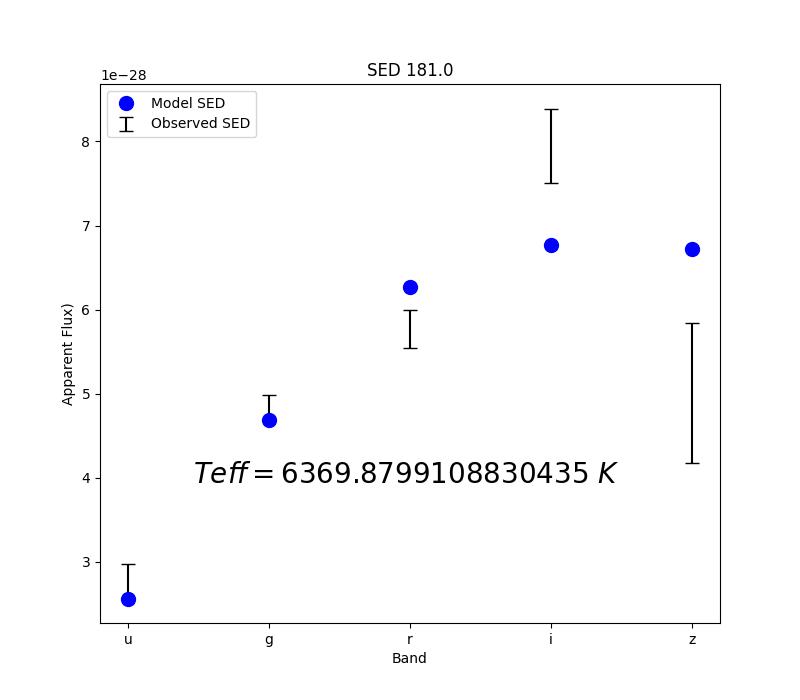 SED 181.0
1e−28
Model SED
Observed SED
8
7
6
5
4
3
Apparent Flux)
Teff = 6369.8799108830435 K
u g r i z
Band